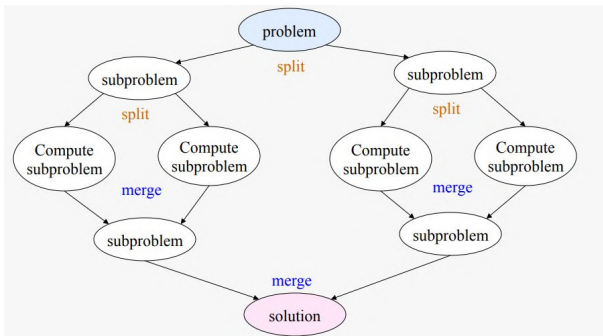 problem
split
subproblem
subproblem
split
split
Compute
subproblem
Compute
subproblem
Compute
subproblem
Compute
subproblem
merge
merge
subproblem
subproblem
merge
solution